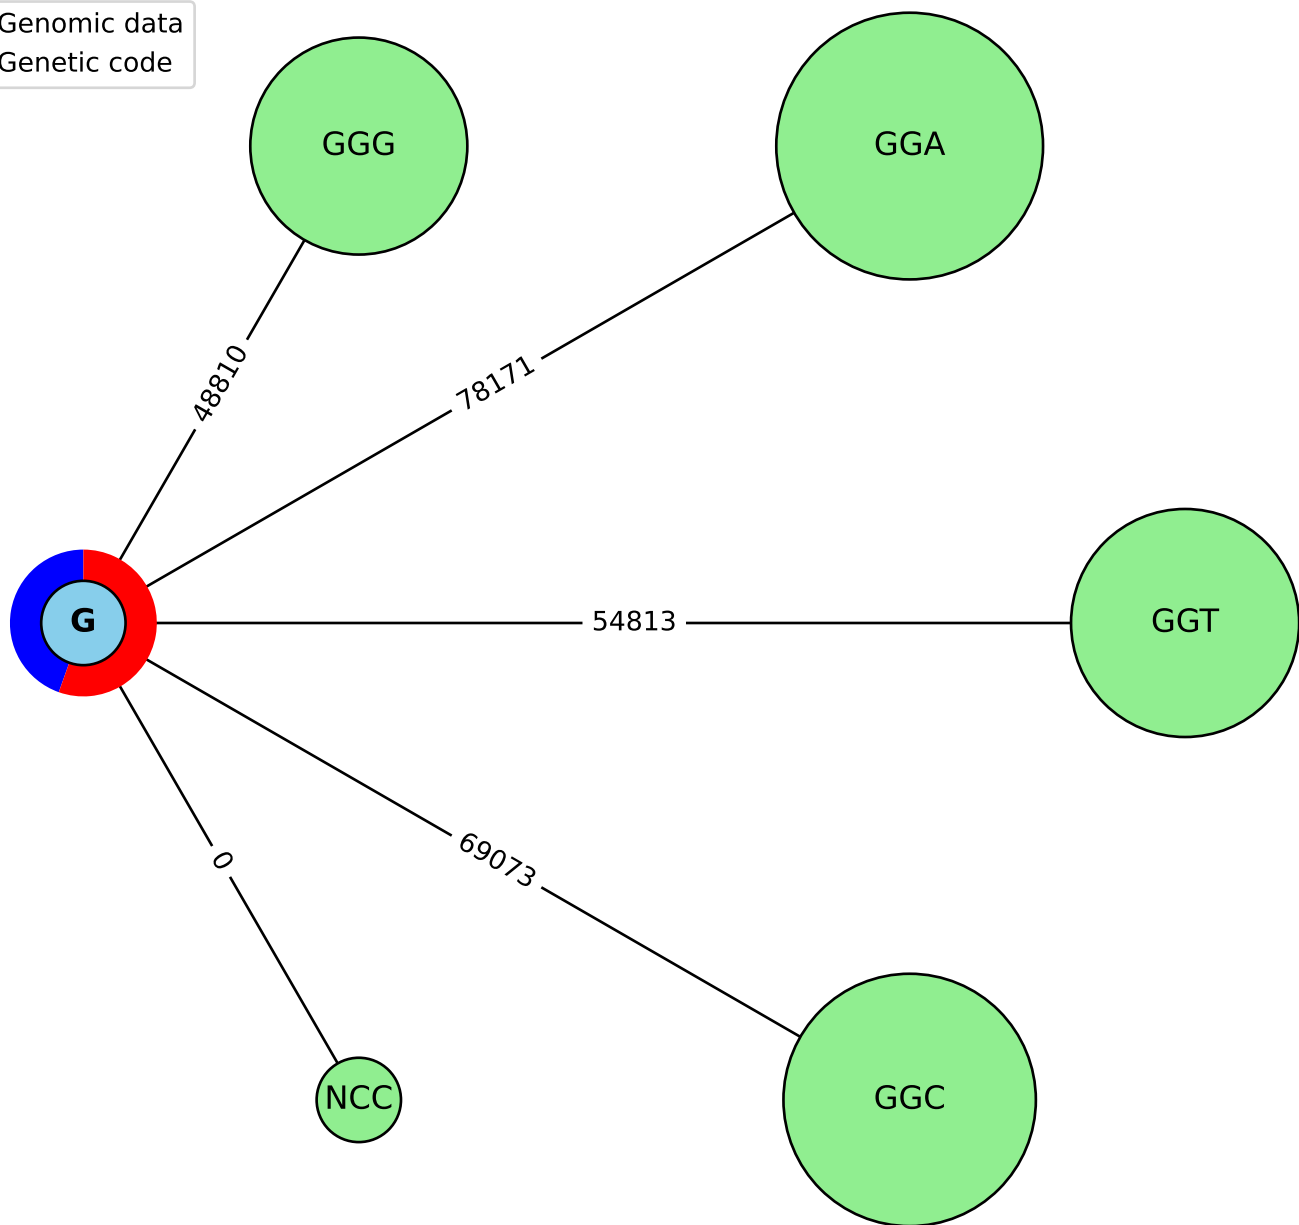 Genomic data
Genetic code
GGG
GGA
48810
78171
G
54813
GGT
69073
0
NCC
GGC